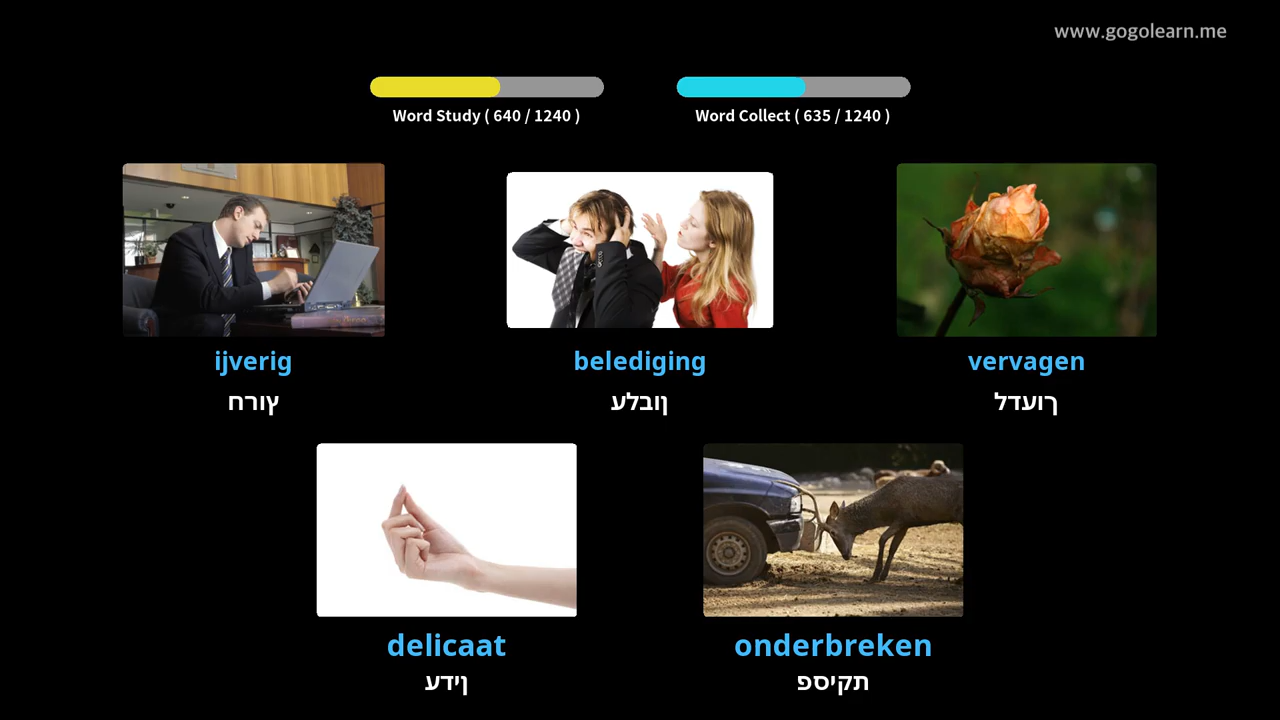 www.gogolearn.me
Word Study ( 640 / 1240 )
Word Collect ( 635 / 1240 )
ijverig
חרוץ
belediging
עלבון
vervagen
לדעוך
delicaat
עדין
onderbreken
פסיקת